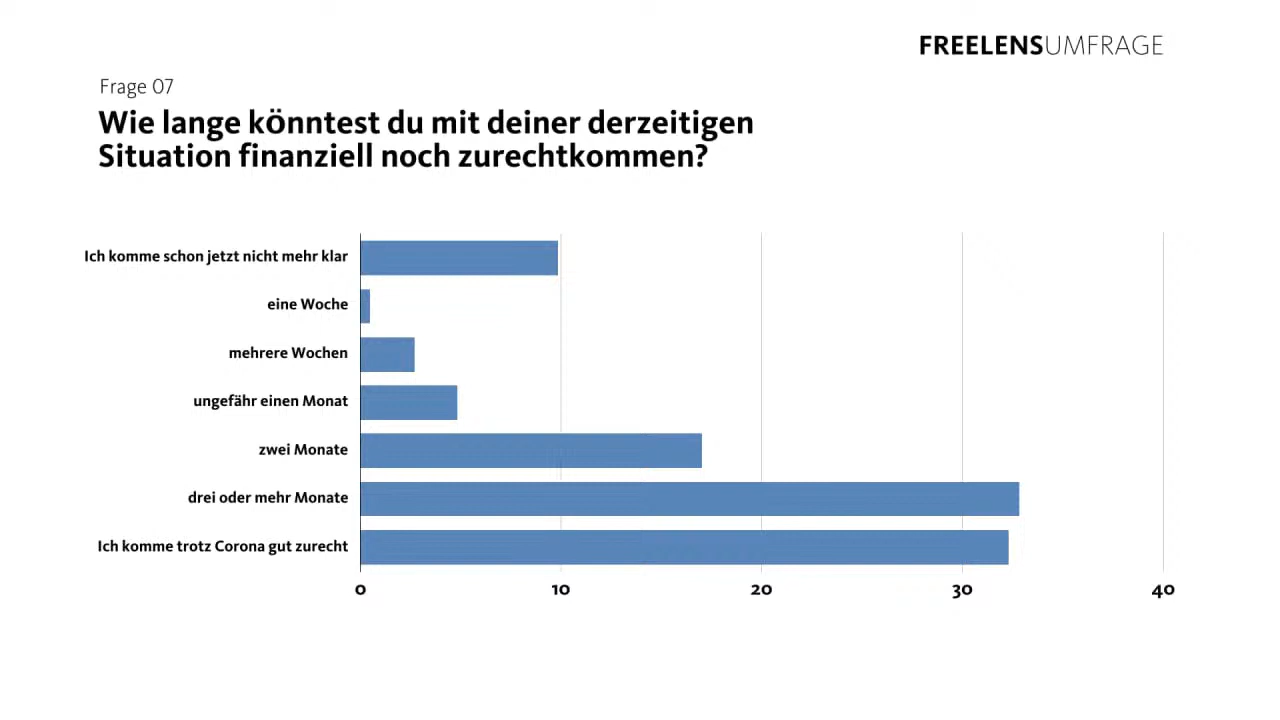 FREELENSUMFRAGE
Frage 07
Wie lange könntest du mit deiner derzeitigen
Situation finanziell noch zurechtkommen?
Ich komme schon jetzt nicht mehr klar
eine Woche
mehrere Wochen
ungefähr einen Monat
zwei Monate
drei oder mehr Monate
Ich komme trotz Corona gut zurecht
0 10 20 30 40